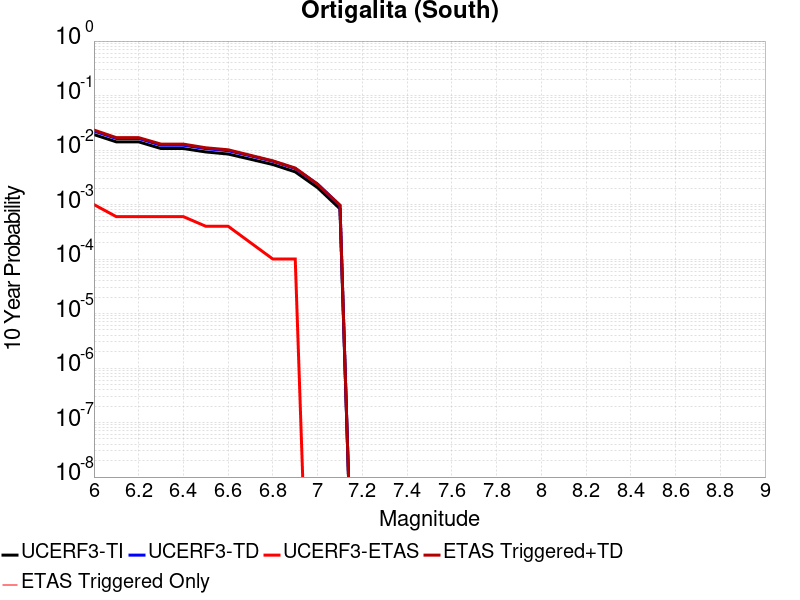 Ortigalita (South)
10^0
10^-1
10^-2
10^-3
10^-4
10^-5
10^-6
10^-7
10^-8
10 Year Probability
6 6.2 6.4 6.6 6.8 7 7.2 7.4 7.6 7.8 8 8.2 8.4 8.6 8.8 9
Magnitude
UCERF3-TI UCERF3-TD UCERF3-ETAS ETAS Triggered+TD
ETAS Triggered Only